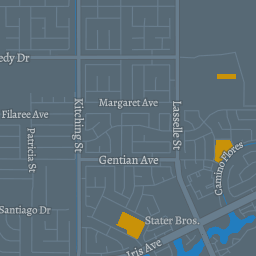 edy Dr
Margaret Ave
Filaree Ave
Kitching St
Lasselle St
Patricia St
Gentian Ave
Camino Flores
Santiago Dr
Stater Bros.
Iris Ave